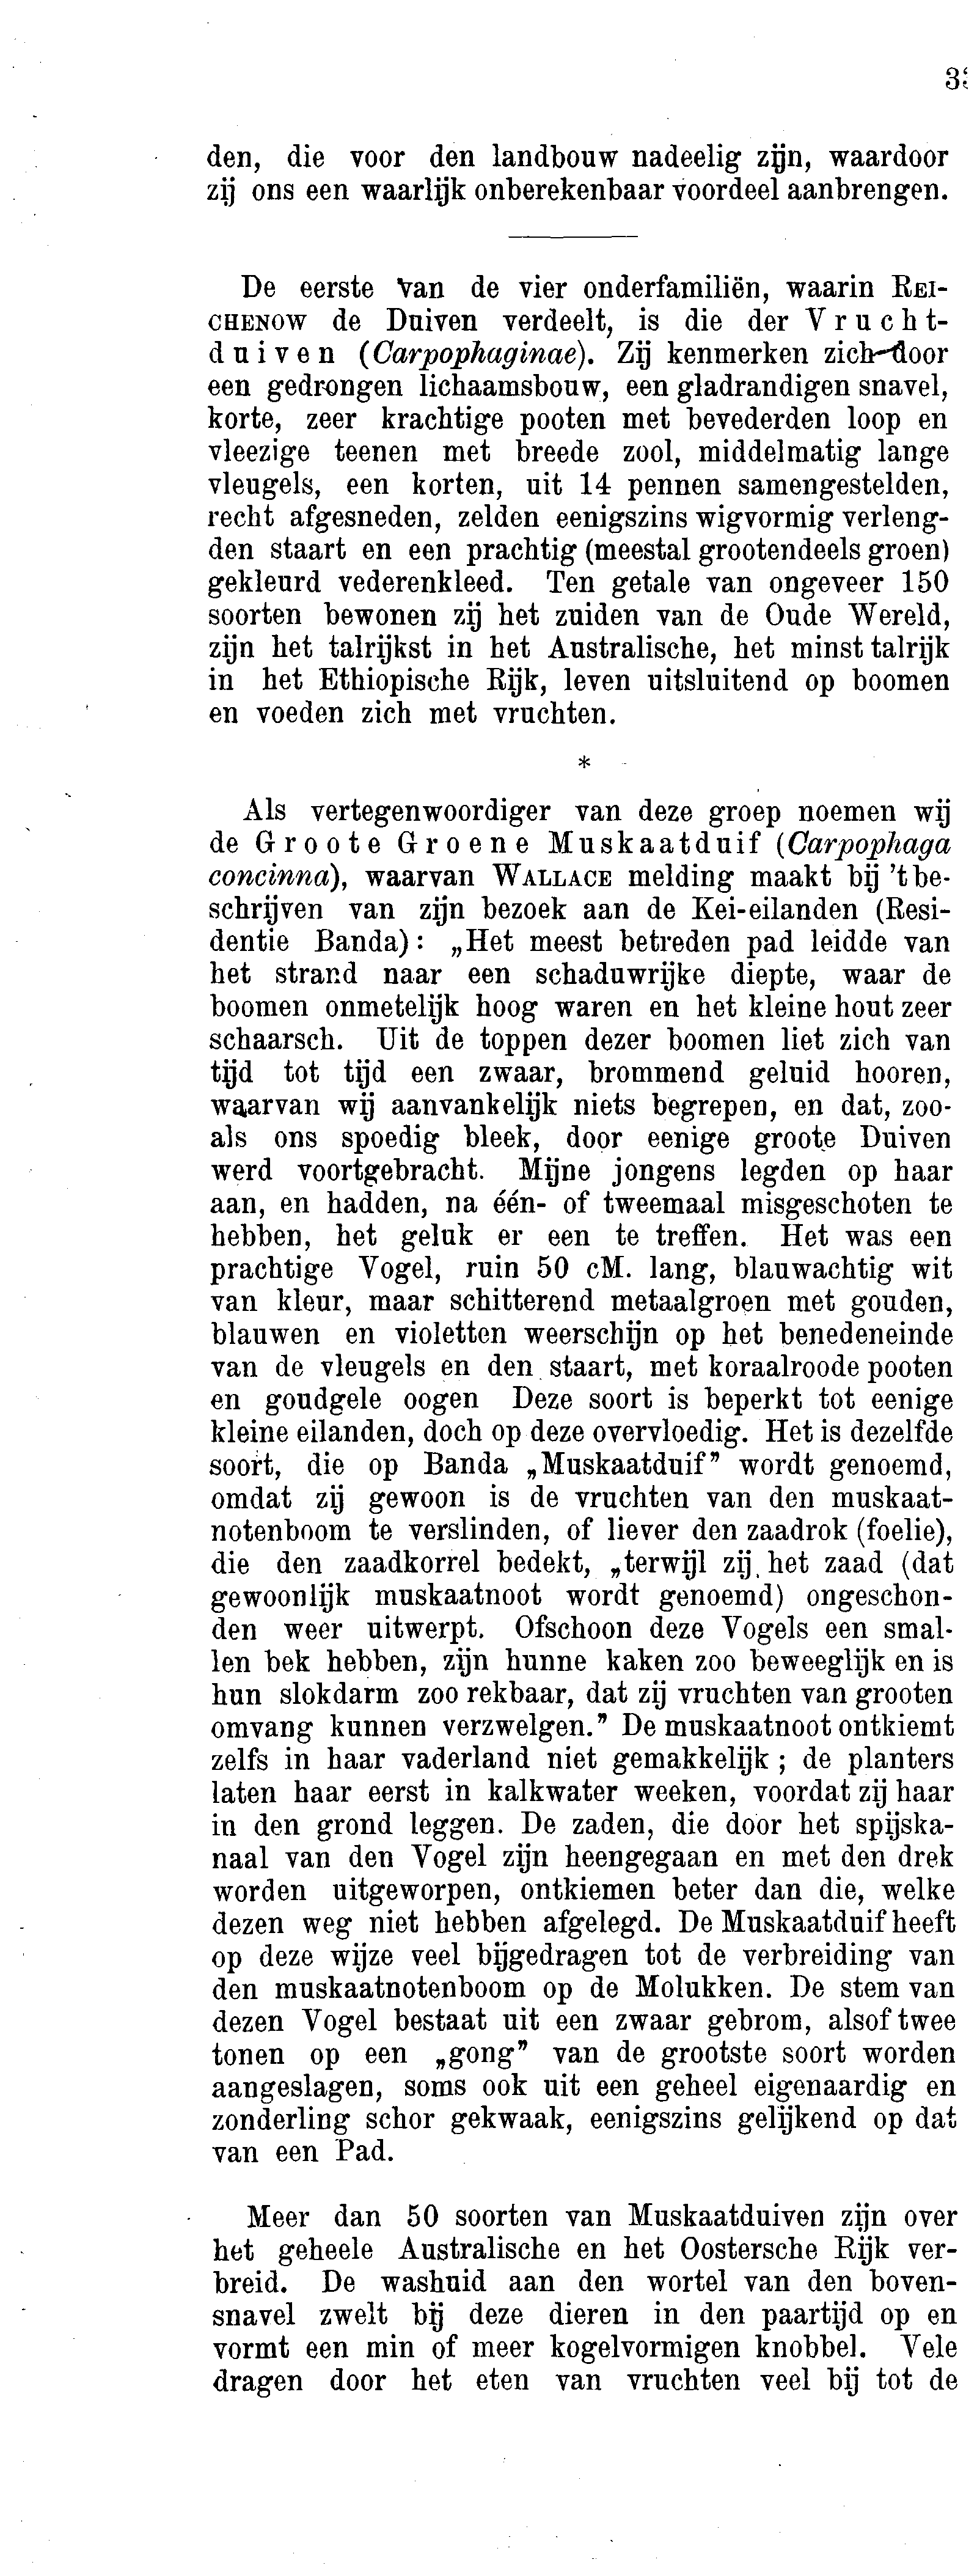 den, die voor den landbouw nadeelig zijn, waardoor
zij ons een waarlijk onberekenbaar voordeel aanbrengen.
De eerste van de vier onderfamiliën, waarin REI-
CHENOW de Duiven verdeelt, is die der Vrucht-
duiven (Carpophaginae). Zij kenmerken zich door
een gedrongen lichaamsbouw, een gladrandigen snavel,
korte, zeer krachtige pooten met bevederden loop en
vleezige teenen met breede zool, middelmatig lange
vleugels, een korten, uit 14 pennen samengestelden,
recht afgesneden, zelden eenigszins wigvormig verleng-
den staart en een prachtig (meestal grootendeels groen)
gekleurd vederenkleed. Ten getale van ongeveer 150
soorten bewonen zij het zuiden van de Oude Wereld,
zijn het talrijkst in het Australische, het minst talrijk
in het Ethiopische Rijk, leven uitsluitend op boomen
en voeden zich met vruchten.
*
Als vertegenwoordiger van deze groep noemen wij
de Groote Groene Muskaatduif (Carpophaga
concinna), waarvan WALLACE melding maakt bij 't be-
schrijven van zijn bezoek aan de Kei-eilanden (Resi-
dentie Banda): „Het meest betreden pad leidde van
het strand naar een schaduwrijke diepte, waar de
boomen onmetelijk hoog waren en het kleine hout zeer
schaarsch. Uit de toppen dezer boomen liet zich van
tijd tot tijd een zwaar, brommend geluid hooren,
waarvan wij aanvankelijk niets begrepen, en dat, zoo-
als ons spoedig bleek, door eenige groote Duiven
werd voortgebracht. Mijne jongens legden op haar
aan, en hadden, na één- of tweemaal misgeschoten te
hebben, het geluk er een te treffen. Het was een
prachtige Vogel, ruin 50 cM. lang, blauwachtig wit
van kleur, maar schitterend metaalgroen met gouden,
blauwen en violetten weerschijn op het benedeneinde
van de vleugels en den staart, met koraalroode pooten
en goudgele oogen Deze soort is beperkt tot eenige
kleine eilanden, doch op deze overvloedig. Het is dezelfde
soort, die op Banda „Muskaatduif” wordt genoemd,
omdat zij gewoon is de vruchten van den muskaat-
notenboom te verslinden, of liever den zaadrok (foelie),
die den zaadkorrel bedekt, „terwijl zij het zaad (dat
gewoonlijk muskaatnoot wordt genoemd) ongeschon-
den weer uitwerpt. Ofschoon deze Vogels een smal-
len bek hebben, zijn hunne kaken zoo beweeglijk en is
hun slokdarm zoo rekbaar, dat zij vruchten van grooten
omvang kunnen verzwelgen.” De muskaatnoot ontkiemt
zelfs in haar vaderland niet gemakkelijk ; de planters
laten haar eerst in kalkwater weeken, voordat zij haar
in den grond leggen. De zaden, die door het spijska-
naal van den Vogel zijn heengegaan en met den drek
worden uitgeworpen, ontkiemen beter dan die, welke
dezen weg niet hebben afgelegd. De Muskaatduif heeft
op deze wijze veel bijgedragen tot de verbreiding van
den muskaatnotenboom op de Molukken. De stem van
dezen Vogel bestaat uit een zwaar gebrom, alsof twee
tonen op een „gong” van de grootste soort worden
aangeslagen, soms ook uit een geheel eigenaardig en
zonderling schor gekwaak, eenigszins gelijkend op dat
van een Pad.
Meer dan 50 soorten van Muskaatduiven zijn over
het geheele Australische en het Oostersche Rijk ver-
breid. De washuid aan den wortel van den boven-
snavel zwelt bij deze dieren in den paartijd op en
vormt een min of meer kogelvormigen knobbel. Vele
dragen door het eten van vruchten veel bij tot de